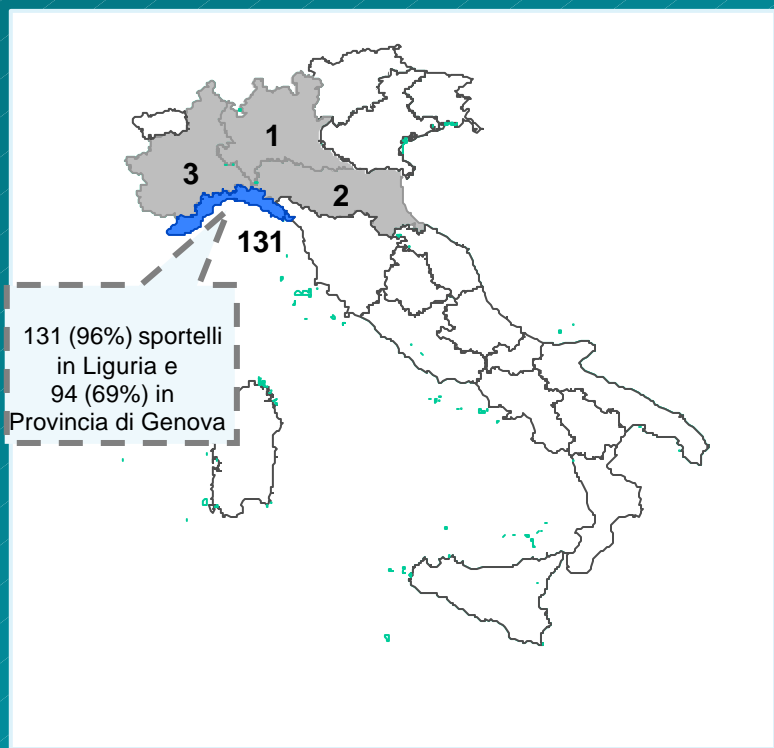 1
3
2
131
131 (96%) sportelli
in Liguria e
94 (69%) in
Provincia di Genova